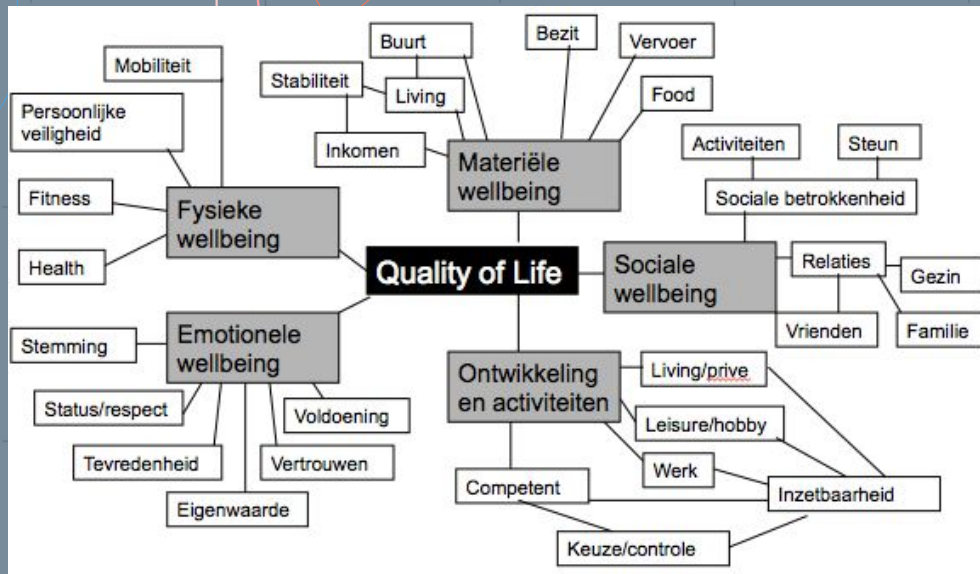 Buurt
Bezit
Vervoer
Mobiliteit
Stabiliteit
Living
Food
Persoonlijke
veiligheid
Inkomen
Materiële
wellbeing
Activiteiten
Steun
Fitness
Fysieke
wellbeing
Sociale betrokkenheid
Health
Quality of Life
Sociale
wellbeing
Relaties
Gezin
Vrienden
Familie
Stemming
Emotionele
wellbeing
Ontwikkeling
en activiteiten
Living/prive
Status/respect
Voldoening
Leisure/hobby
Tevredenheid
Vertrouwen
Werk
Competent
Inzetbaarheid
Eigenwaarde
Keuze/controle